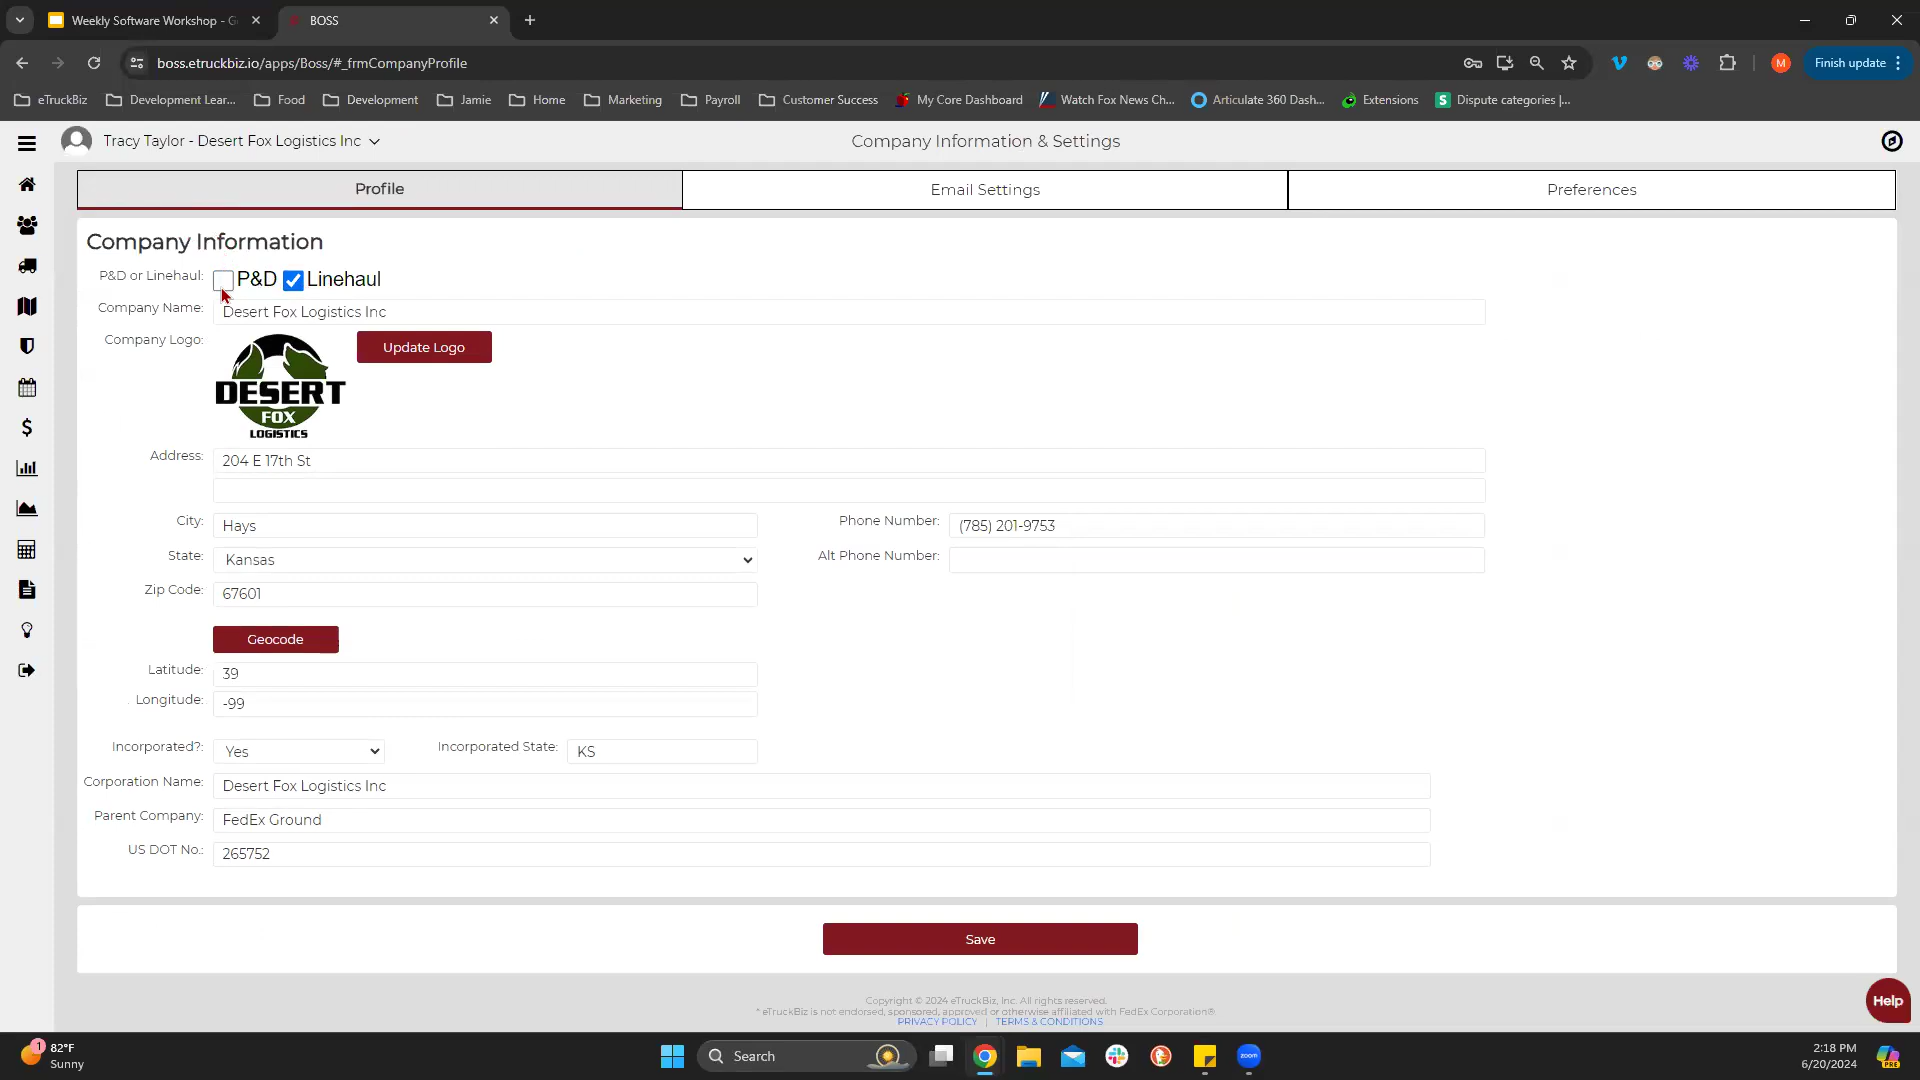 Weekly Software Workshop - G
BOSS
boss.etruckbiz.io/apps/Boss/#_frmCompanyProfile
M
Finish update
eTruckBiz
Development Lear...
Food
Development
Jamie
Home
Marketing
Payroll
Customer Success
My Core Dashboard
Watch Fox News Ch...
Articulate 360 Dash...
Extensions
Dispute categories |...
Tracy Taylor - Desert Fox Logistics Inc
Company Information & Settings
Profile
Email Settings
Preferences
Company Information
P&D or Linehaul: P&D Linehaul
Company Name: Desert Fox Logistics Inc
Company Logo:
DESERT
FOX
LOGISTICS
Update Logo
Address: 204 E 17th St
City: Hays
Phone Number: (785) 201-9753
State: Kansas
Alt Phone Number:
Zip Code: 67601
Geocode
Latitude: 39
Longitude: -99
Incorporated?: Yes
Incorporated State: KS
Corporation Name: Desert Fox Logistics Inc
Parent Company: FedEx Ground
US DOT No.: 265752
Save
Copyright © 2024 eTruckBiz, Inc. All rights reserved.
* eTruckBiz is not endorsed, sponsored, approved or otherwise affiliated with FedEx Corporation®
PRIVACY POLICY | TERMS & CONDITIONS
Help
1
82°F
Sunny
Search
zoom
2:18 PM
6/20/2024
PRE